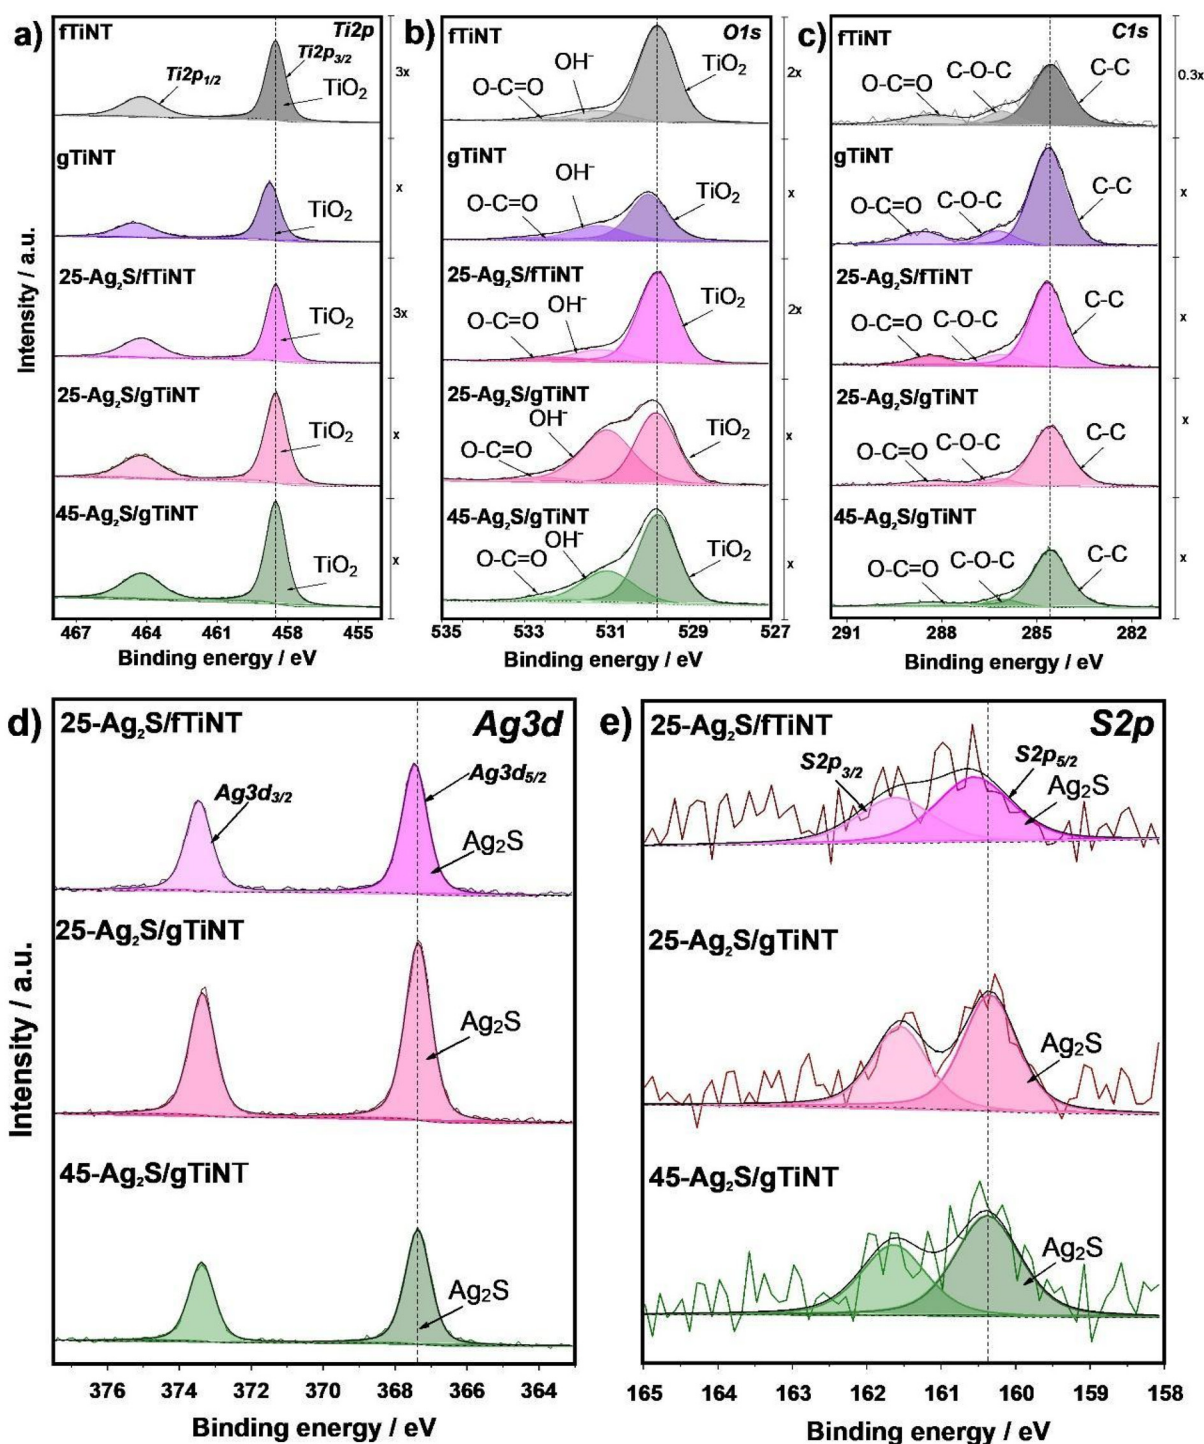 a)
Ti2p
fTiNT
Ti2p3/2
Ti2p1/2
TiO2
3x
gTiNT
TiO2
x
25-Ag2S/fTiNT
TiO2
3x
25-Ag2S/gTiNT
TiO2
x
45-Ag2S/gTiNT
TiO2
x
467 464 461 458 454
Binding energy / eV
Intensity / a.u.
b)
O1s
fTiNT
OH⁻
O-C=O
TiO2
2x
gTiNT
OH⁻
O-C=O
TiO2
x
25-Ag2S/fTiNT
OH⁻
O-C=O
TiO2
2x
25-Ag2S/gTiNT
OH⁻
O-C=O
TiO2
x
45-Ag2S/gTiNT
OH⁻
O-C=O
TiO2
x
535 533 531 529 527
Binding energy / eV
c)
C1s
fTiNT
O-C=O C-O-C C-C
0.3x
gTiNT
O-C=O C-O-C C-C
x
25-Ag2S/fTiNT
O-C=O C-O-C C-C
x
25-Ag2S/gTiNT
O-C=O C-O-C C-C
x
45-Ag2S/gTiNT
O-C=O C-O-C C-C
x
291 288 285 282
Binding energy / eV
d)
25-Ag2S/fTiNT
Ag3d
Ag3d5/2
Ag3d3/2
Ag2S
25-Ag2S/gTiNT
Ag2S
45-Ag2S/gTiNT
Ag2S
376 374 372 370 368 366 364
Binding energy / eV
Intensity / a.u.
e)
25-Ag2S/fTiNT
S2p
S2p3/2
S2p5/2
Ag2S
25-Ag2S/gTiNT
Ag2S
45-Ag2S/gTiNT
Ag2S
165 164 163 162 161 160 159 158
Binding energy / eV